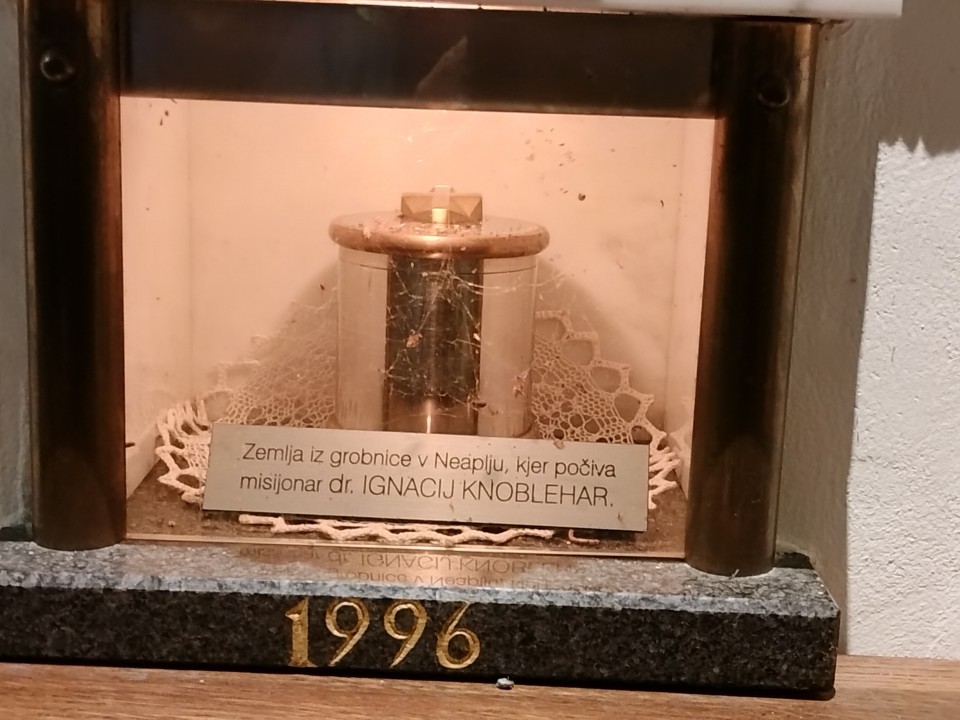 Zemlja iz grobnice v Neaplju, kjer počiva
misijonar dr. IGNACIJ KNOBLEHAR.
1996